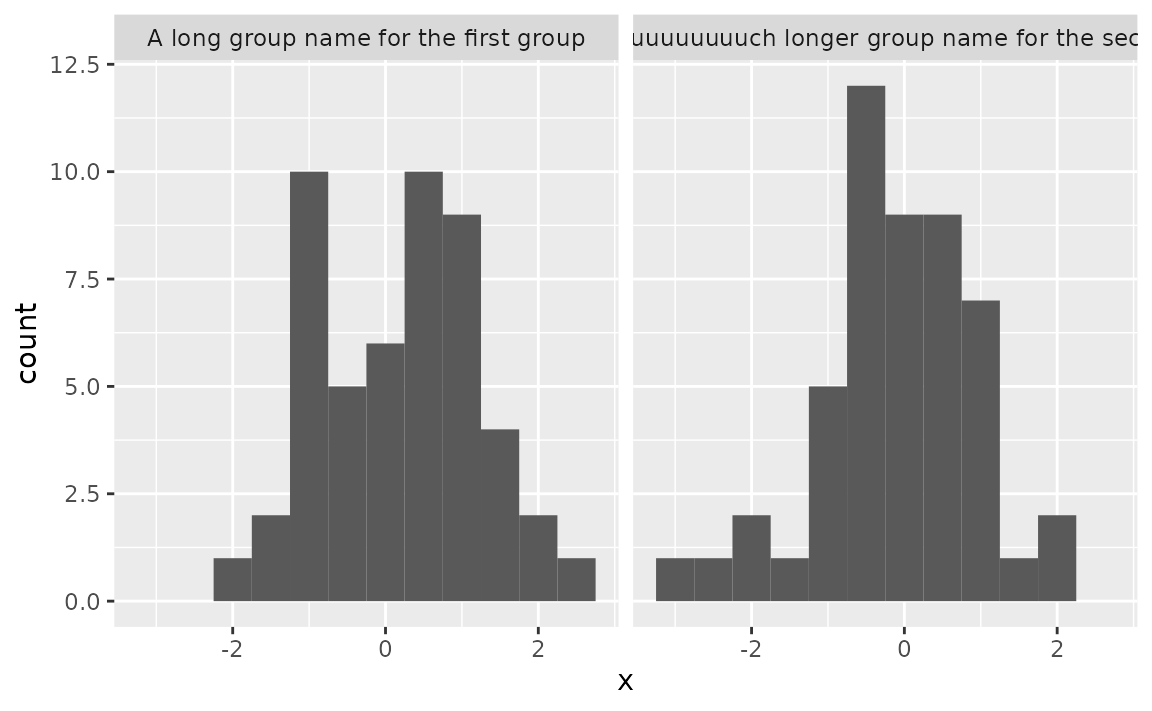 A long group name for the first group
uuuuuuuuch longer group name for the sec
12.5
10.0
7.5
5.0
2.5
0.0
count
-2 0 2
-2 0 2
x